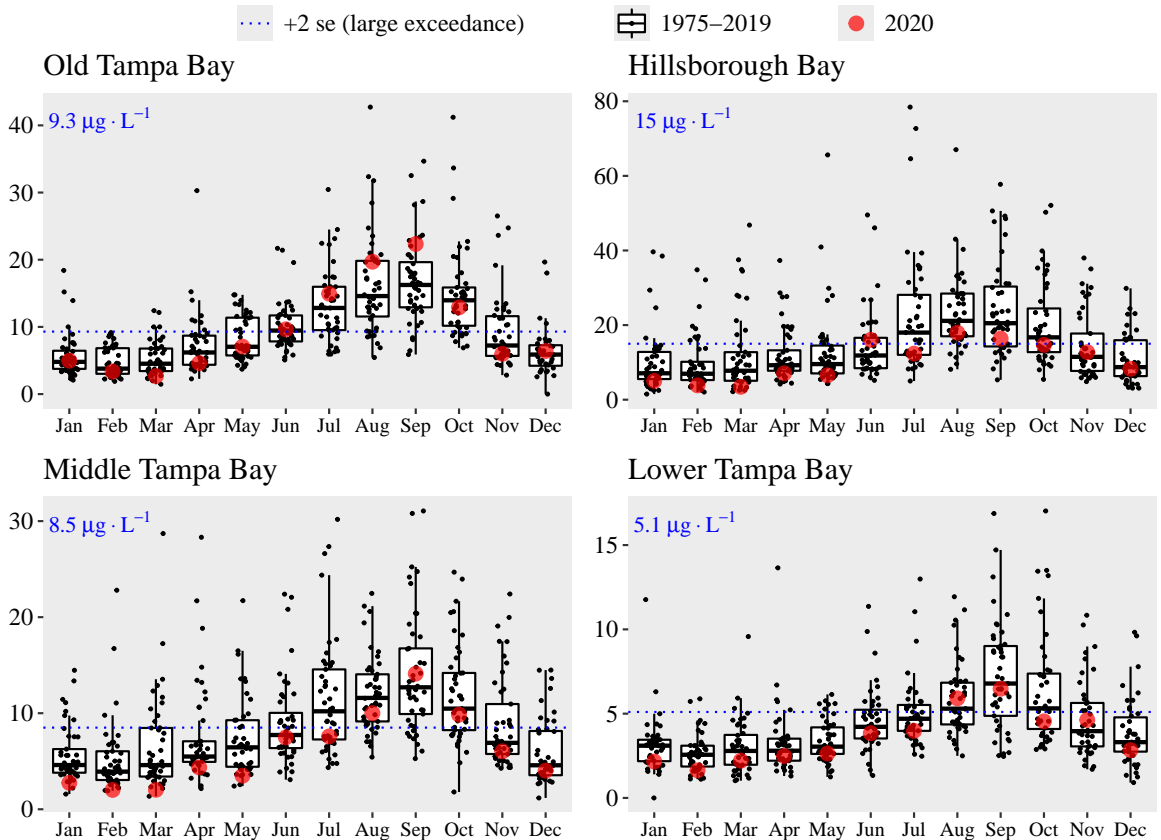 +2 se (large exceedance) 1975–2019 2020
Old Tampa Bay
9.3 μg · L⁻¹
40
30
20
10
0
Jan Feb Mar Apr May Jun Jul Aug Sep Oct Nov Dec
Hillsborough Bay
15 μg · L⁻¹
80
60
40
20
0
Jan Feb Mar Apr May Jun Jul Aug Sep Oct Nov Dec
Middle Tampa Bay
8.5 μg · L⁻¹
30
20
10
0
Jan Feb Mar Apr May Jun Jul Aug Sep Oct Nov Dec
Lower Tampa Bay
5.1 μg · L⁻¹
15
10
5
0
Jan Feb Mar Apr May Jun Jul Aug Sep Oct Nov Dec